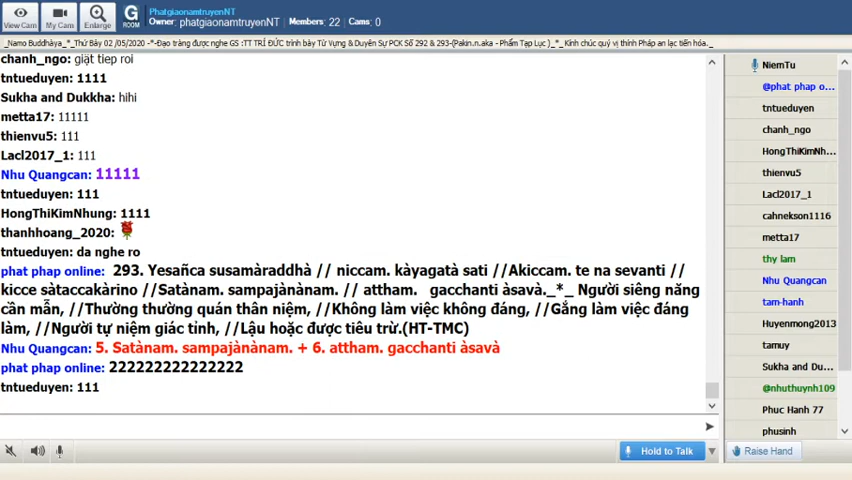 View Cam
My Cam
Enlarge
G ROOM
PhatgiaonamtruyenNT
Owner: phatgiaonamtruyenNT Members: 22 Cams: 0
_Namo Buddhàya_*_Thứ Bảy 02 /05/2020 -*-Đạo tràng được nghe GS :TT TRÍ ĐỨC trình bày Từ Vựng & Duyên Sự PCK Số 292 & 293-(Pakin.n.aka - Phẩm Tạp Lục )_*_ Kính chúc quý vị thính Pháp an lạc tiến hóa._
chanh_ngo: giật tiep roi
tntueduyen: 1111
Sukha and Dukkha: hihi
metta17: 11111
thienvu5: 111
Lacl2017_1: 111
Nhu Quangcan: 11111
tntueduyen: 111
HongThiKimNhung: 1111
thanhhoang_2020:
tntueduyen: da nghe ro
phat phap online: 293. Yesañca susamàraddhà // niccam. kàyagatà sati //Akiccam. te na sevanti //
kicce sàtaccakàrino //Satànam. sampajànànam. // attham. gacchanti àsavà._*_ Người siêng năng
cần mẫn, //Thường thường quán thân niệm, //Không làm việc không đáng, //Gắng làm việc đáng
làm, //Người tự niệm giác tỉnh, //Lậu hoặc được tiêu trừ.(HT-TMC)
Nhu Quangcan: 5. Satànam. sampajànànam. + 6. attham. gacchanti àsavà
phat phap online: 222222222222222
tntueduyen: 111
NiemTu
@phat phap o...
tntueduyen
chanh_ngo
HongThiKimNh...
thienvu5
Lacl2017_1
cahnekson1116
metta17
thy lam
Nhu Quangcan
tam-hanh
Huyenmong2013
tamuy
Sukha and Du...
@nhuthuynh109
Phuc Hanh 77
phusinh
Hold to Talk
Raise Hand